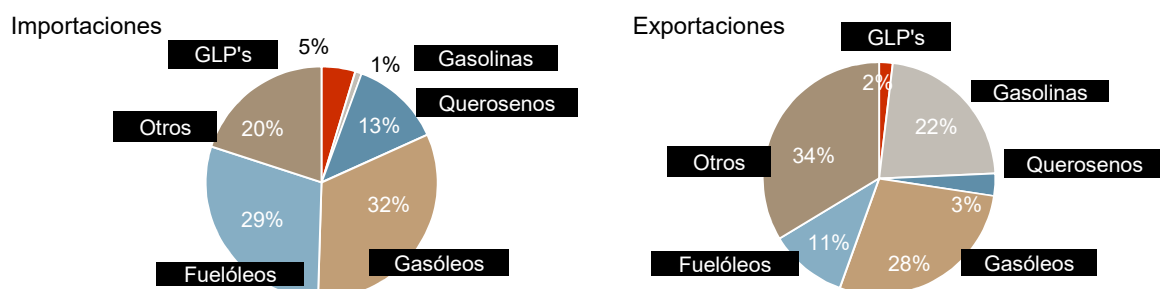 Importaciones
GLP's
5%
1%
Gasolinas
Querosenos
13%
Otros
20%
32%
29%
Gasóleos
Fuelóleos
Exportaciones
GLP's
2%
Gasolinas
22%
Querosenos
Otros
34%
3%
11%
Fuelóleos
28%
Gasóleos